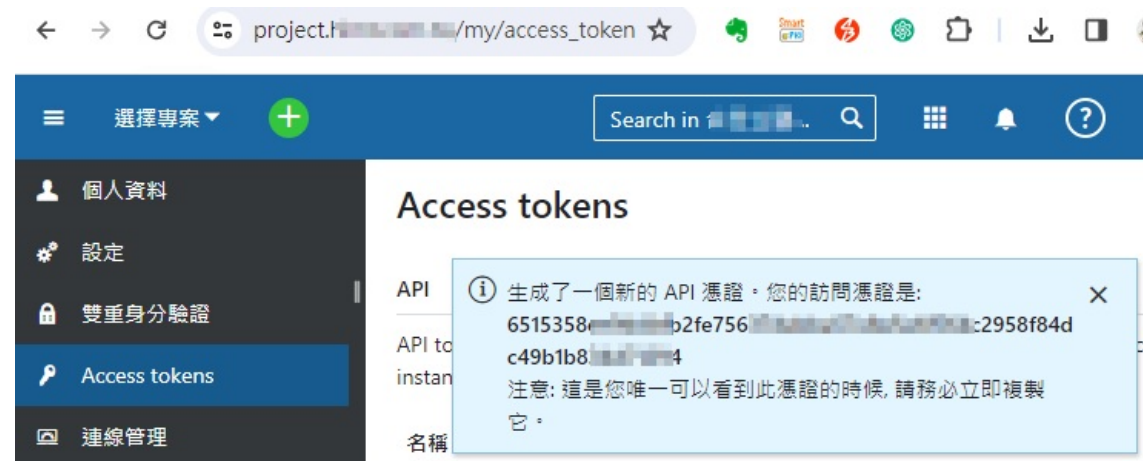 project.h /my/access_token
Smart
GPIO
選擇專案
Search in ..
個人資料
設定
雙重身分驗證
Access tokens
連線管理
Access tokens
API
API to
instan
名稱
生成了一個新的 API 憑證。您的訪問憑證是:
6515358 b2fe756 c2958f84d
c49b1b8 4
注意: 這是您唯一可以看到此憑證的時候, 請務必立即複製
它。